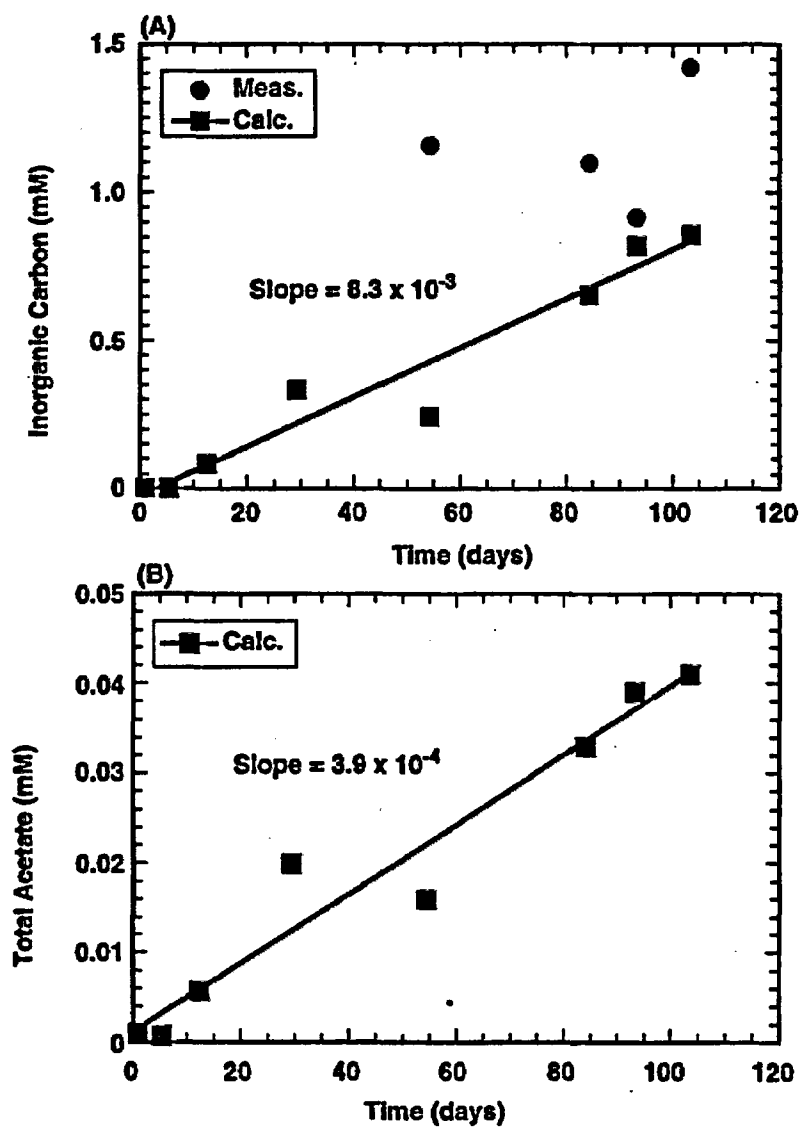 (A)
1.5
Meas.
Calc.
1.0
Slope = 8.3 x 10-3
0.5
0
0 20 40 60 80 100 120
Inorganic Carbon (mM)
Time (days)
(B)
0.05
Calc.
0.04
Slope = 3.9 x 10-4
0.03
0.02
0.01
0
0 20 40 60 80 100 120
Total Acetate (mM)
Time (days)